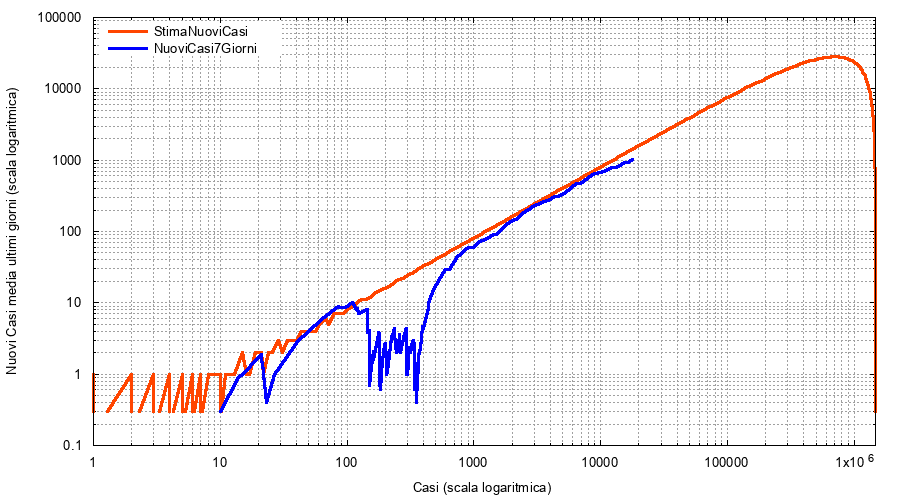 100000
StimaNuoviCasi
NuoviCasi7Giorni
10000
1000
100
10
1
0.1
Nuovi Casi media ultimi giorni (scala logaritmica)
1 10 100 1000 10000 100000 1x10 6
Casi (scala logaritmica)